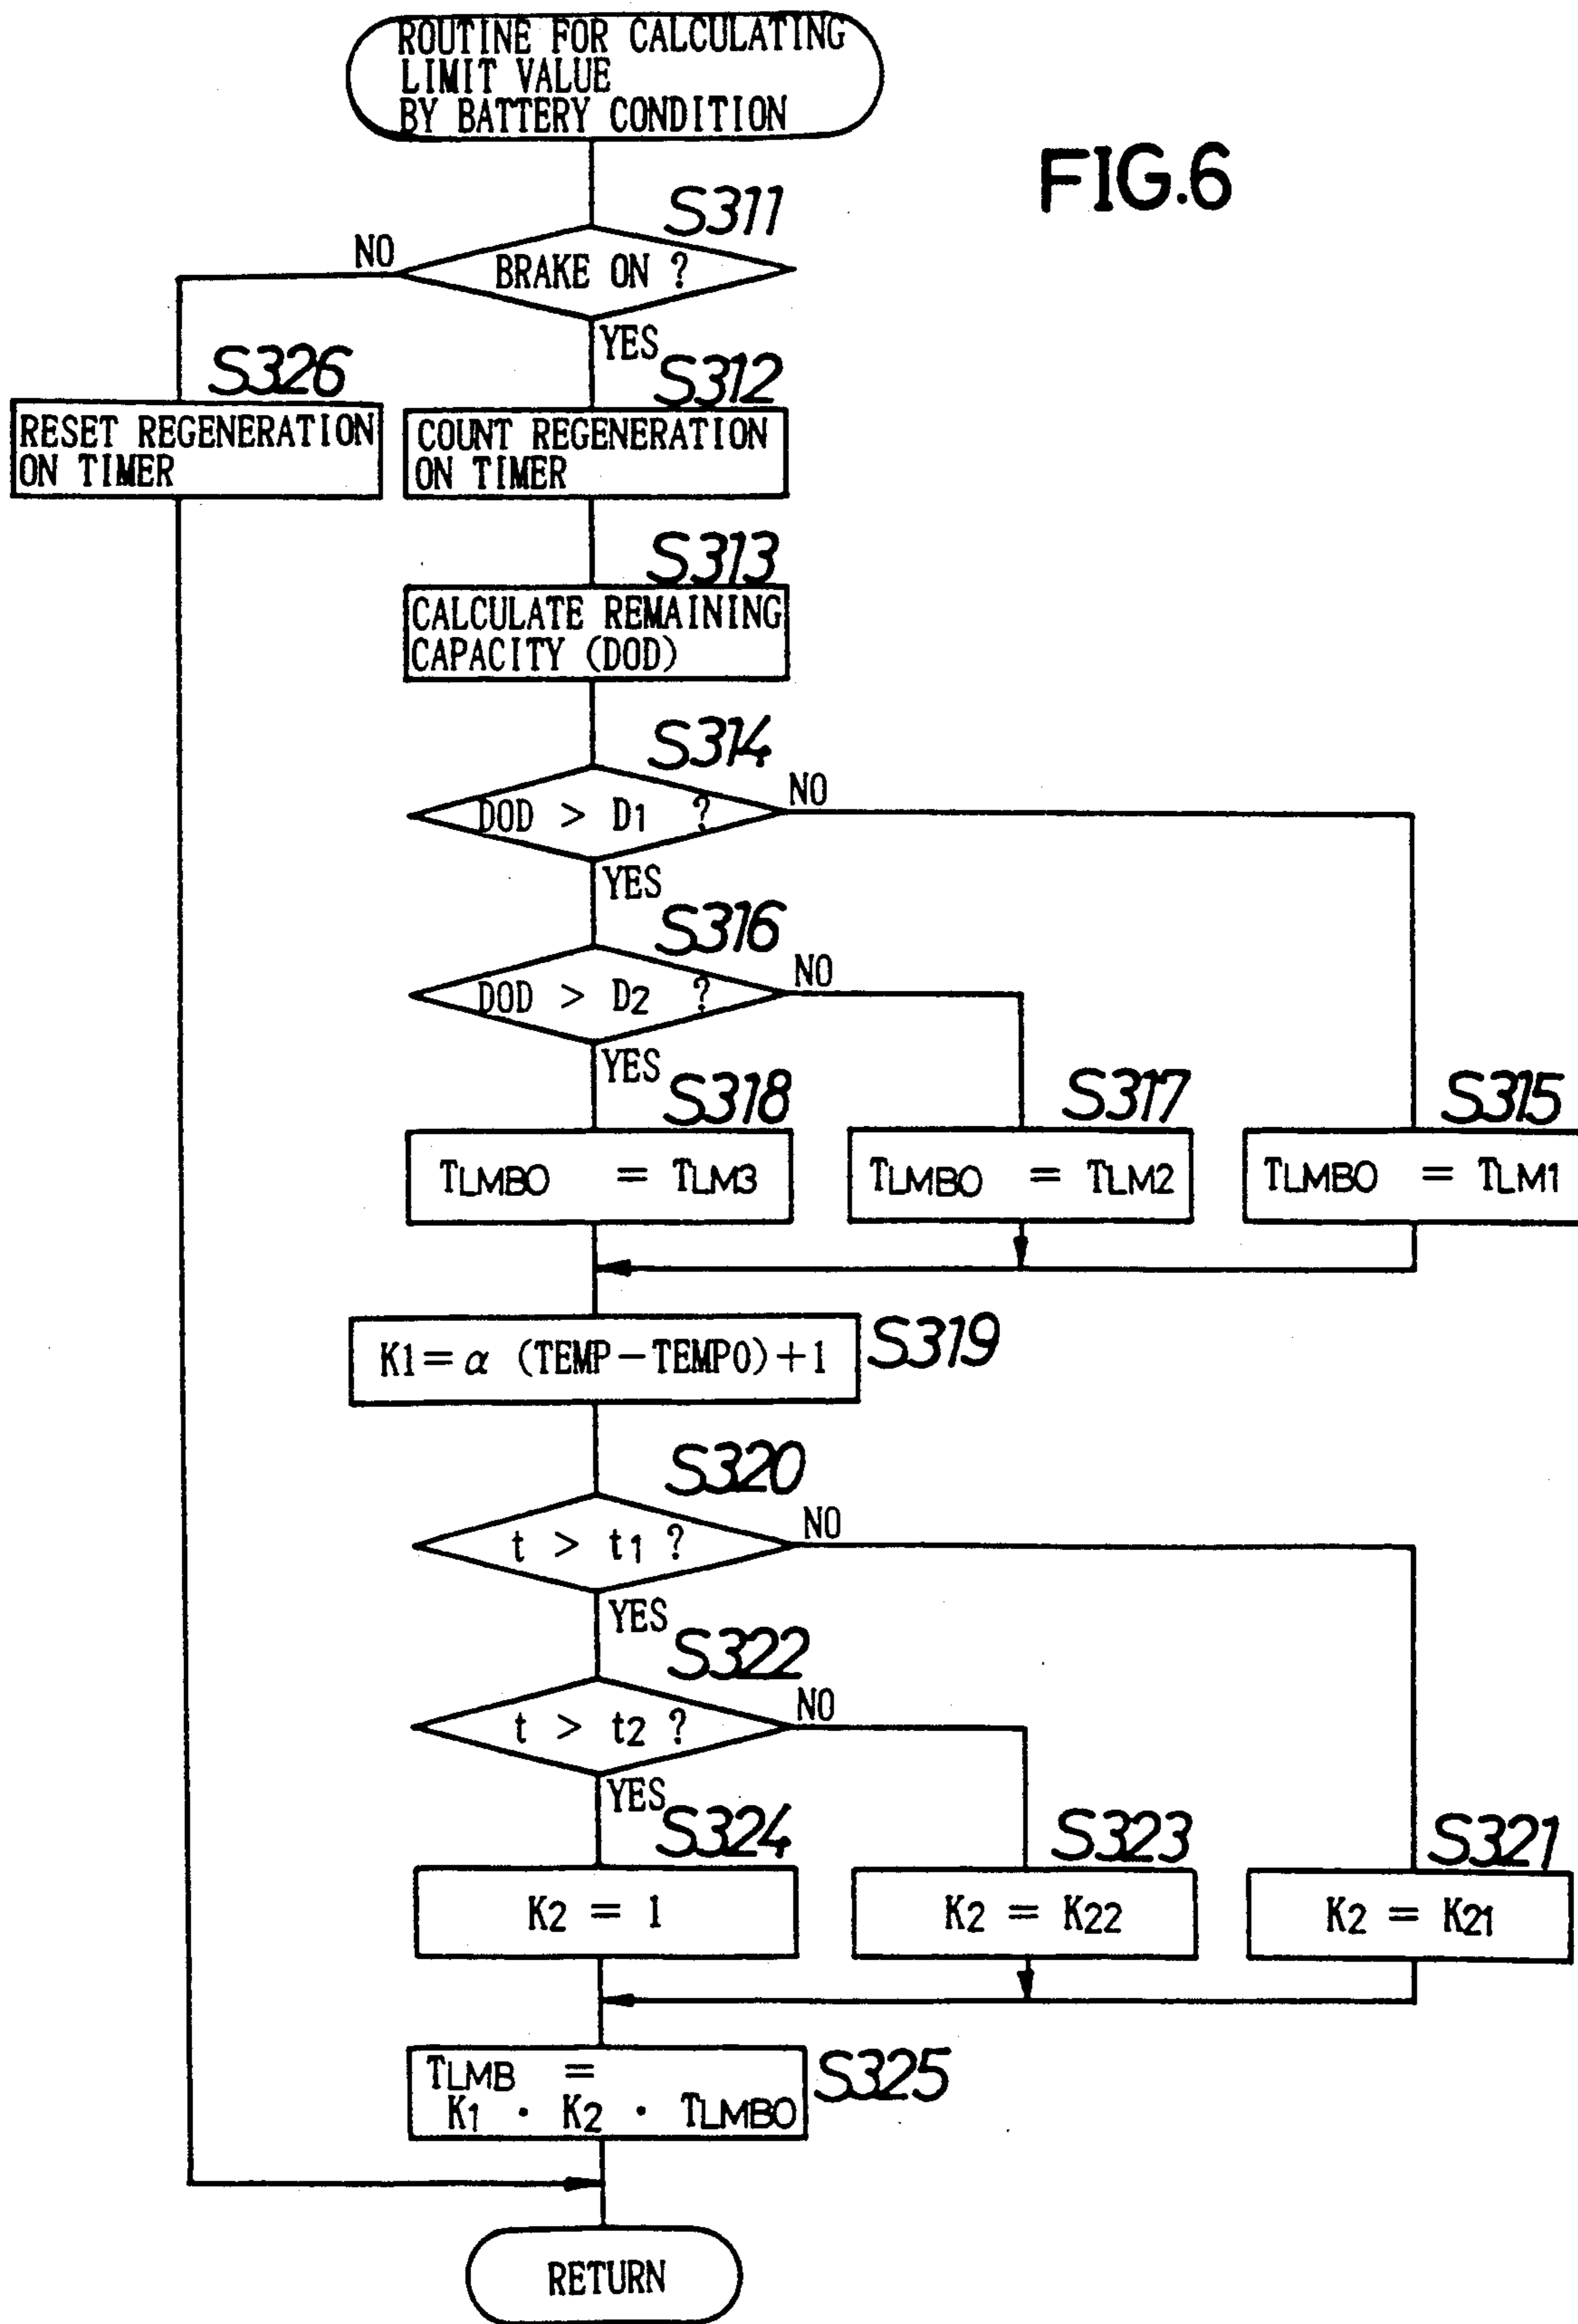 ROUTINE FOR CALCULATING
LIMIT VALUE
BY BATTERY CONDITION
FIG.6
S311
NO
BRAKE ON ?
YES
S326
S312
RESET REGENERATION
ON TIMER
COUNT REGENERATION
ON TIMER
S313
CALCULATE REMAINING
CAPACITY (DOD)
S314
NO
DOD > D1 ?
YES
S316
NO
DOD > D2 ?
YES
S318
S317
S315
TLMBO = TLM3
TLMBO = TLM2
TLMBO = TLM1
K1=α (TEMP-TEMPO)+1
S319
S320
NO
t > t1 ?
YES
S322
NO
t > t2 ?
YES
S324
S323
S321
K2 = 1
K2 = K22
K2 = K21
TLMB =
K1 · K2 · TLMBO
S325
RETURN